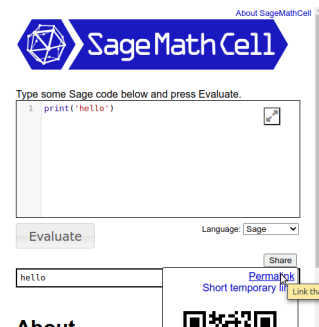 About SageMathCell
SageMathCell
Type some Sage code below and press Evaluate.
1 print('hello')
Evaluate
Language: Sage
Share
hello
Permalink
Short temporary link
Link tha
About